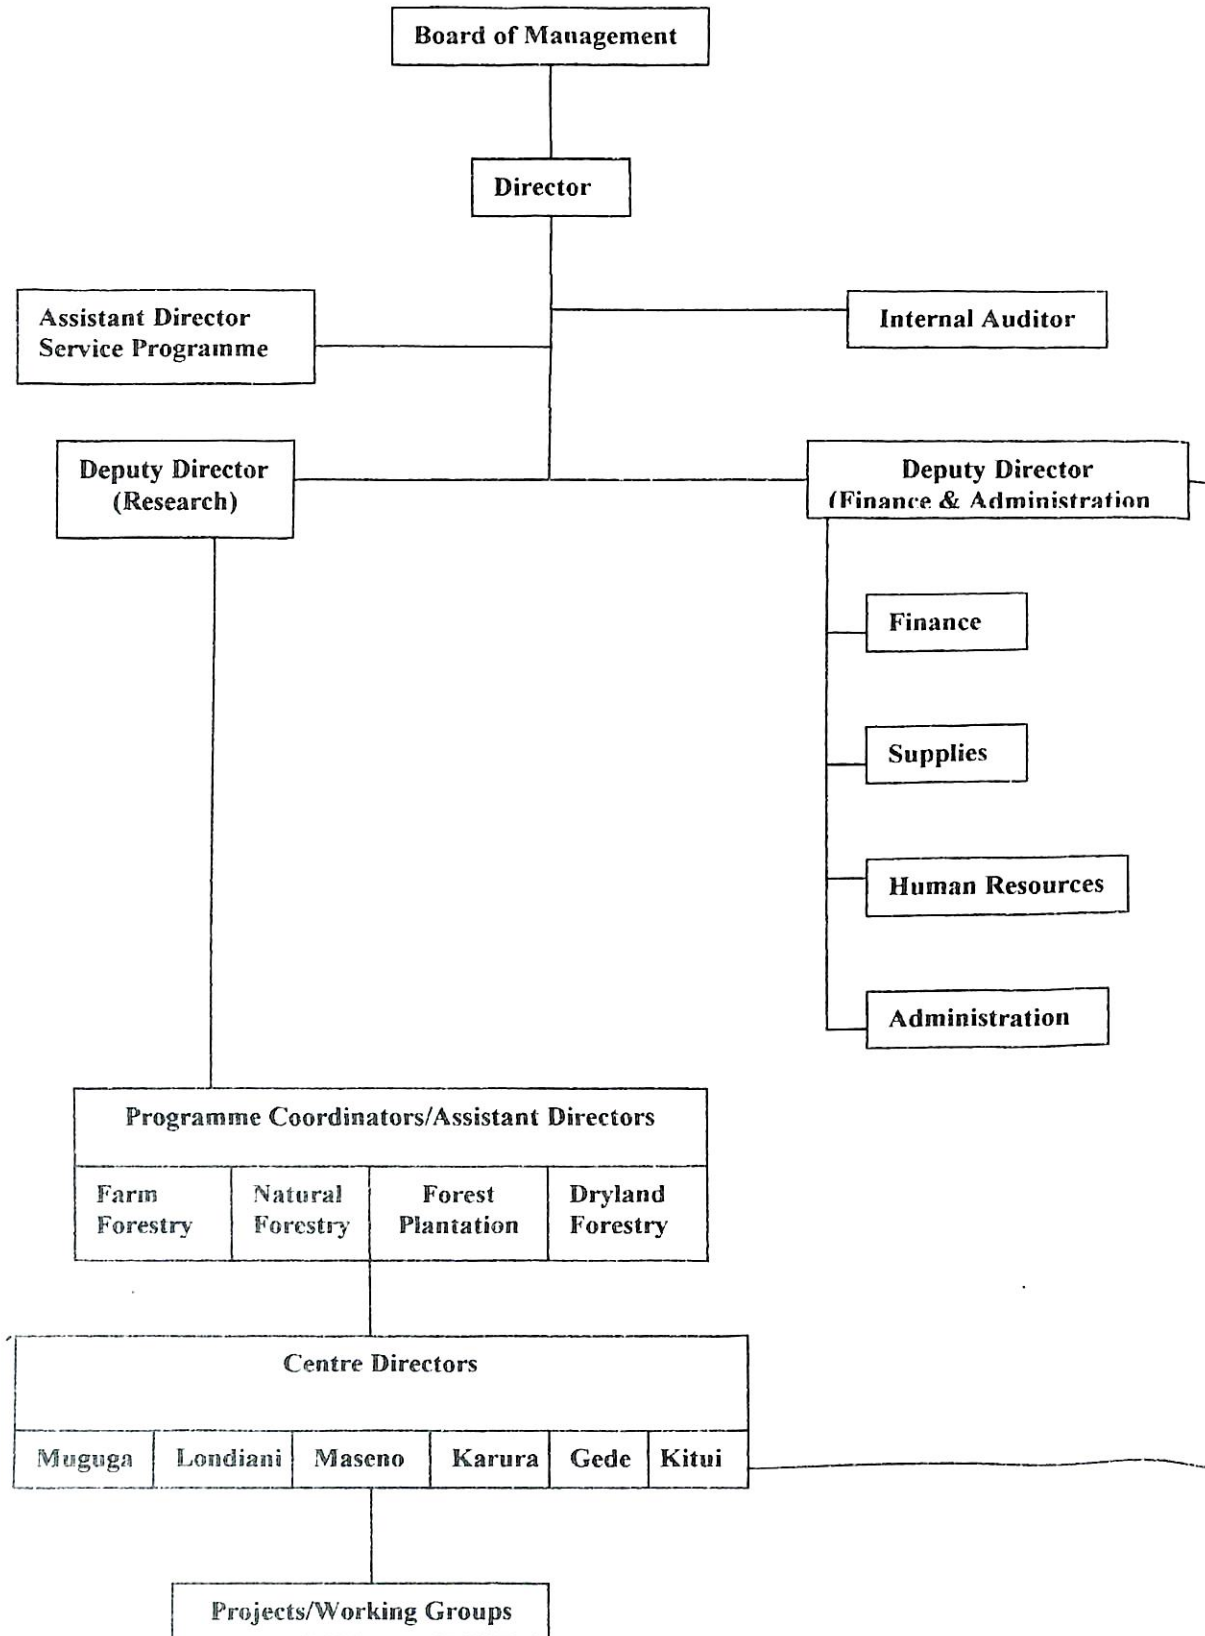 Board of Management
Director
Assistant Director
Service Programme
Internal Auditor
Deputy Director
(Research)
Deputy Director
(Finance & Administration
Finance
Supplies
Human Resources
Administration
Programme Coordinators/Assistant Directors
Farm
Forestry
Natural
Forestry
Forest
Plantation
Dryland
Forestry
Centre Directors
Muguga
Londiani
Maseno
Karura
Gede
Kitui
Projects/Working Groups